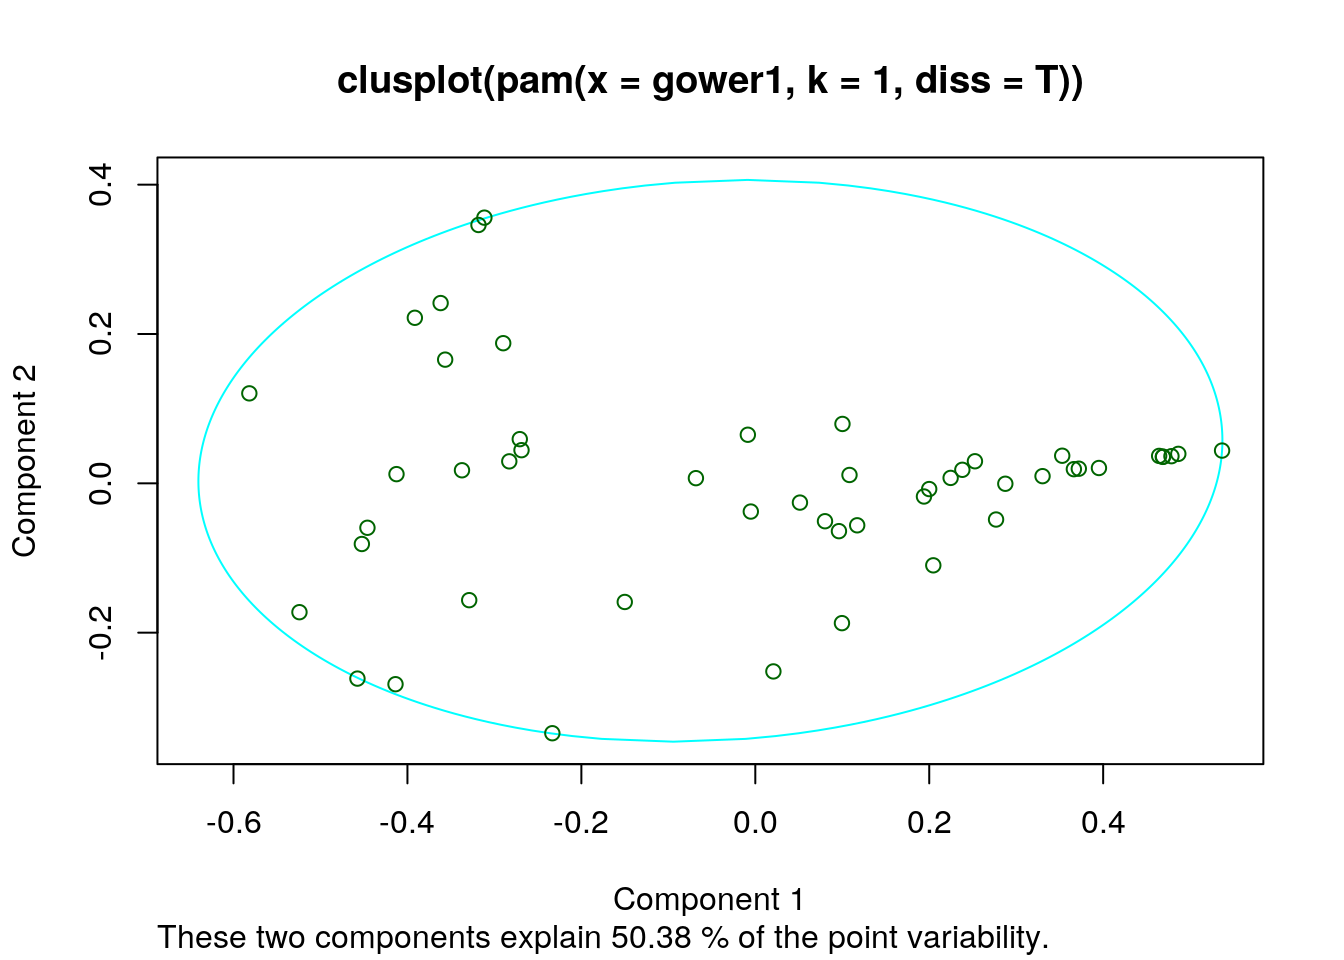 clusplot(pam(x = gower1, k = 1, diss = T))
0.4
0.2
0.0
-0.2
Component 2
-0.6 -0.4 -0.2 0.0 0.2 0.4
Component 1
These two components explain 50.38 % of the point variability.